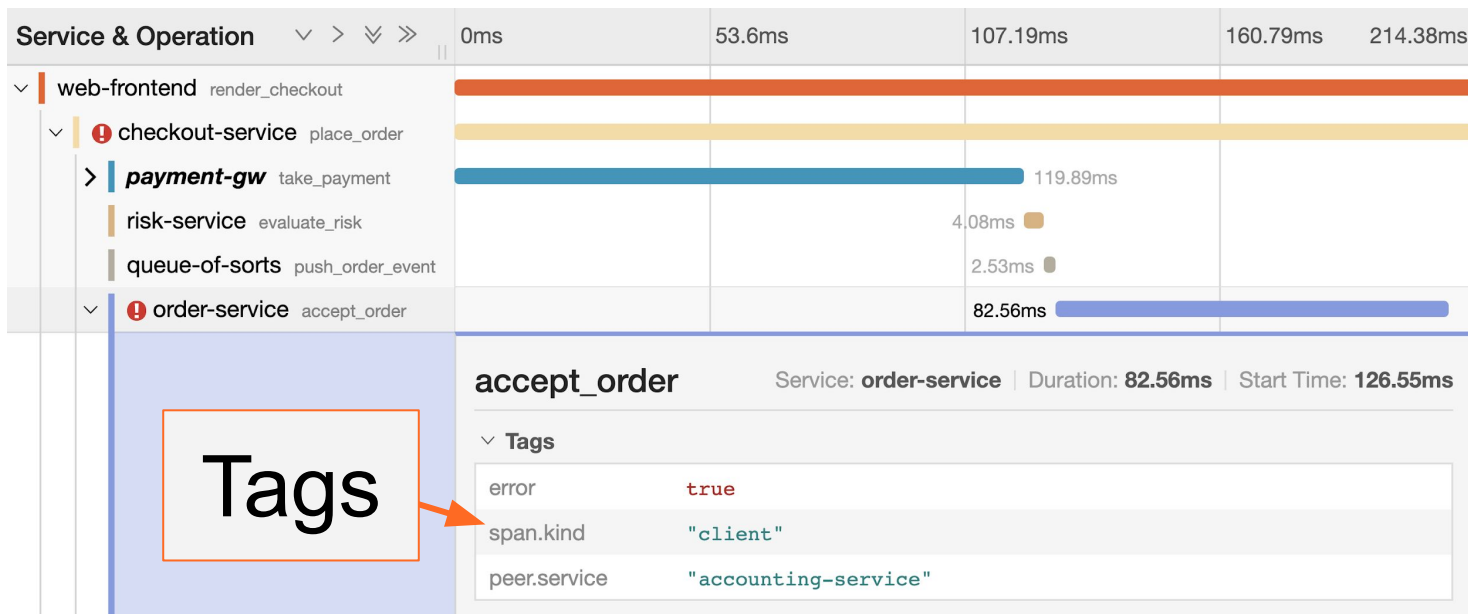 Service & Operation 0ms 53.6ms 107.19ms 160.79ms 214.38ms
web-frontend render_checkout
checkout-service place_order
payment-gw take_payment 119.89ms
risk-service evaluate_risk 4.08ms
queue-of-sorts push_order_event 2.53ms
order-service accept_order 82.56ms
accept_order Service: order-service Duration: 82.56ms Start Time: 126.55ms
Tags
Tags
error true
span.kind "client"
peer.service "accounting-service"